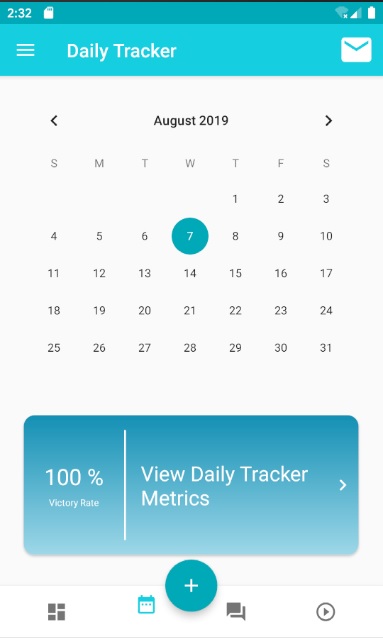 2:32
Daily Tracker
August 2019
S M T W T F S
1 2 3
4 5 6 7 8 9 10
11 12 13 14 15 16 17
18 19 20 21 22 23 24
25 26 27 28 29 30 31
100 %
Victory Rate
View Daily Tracker
Metrics